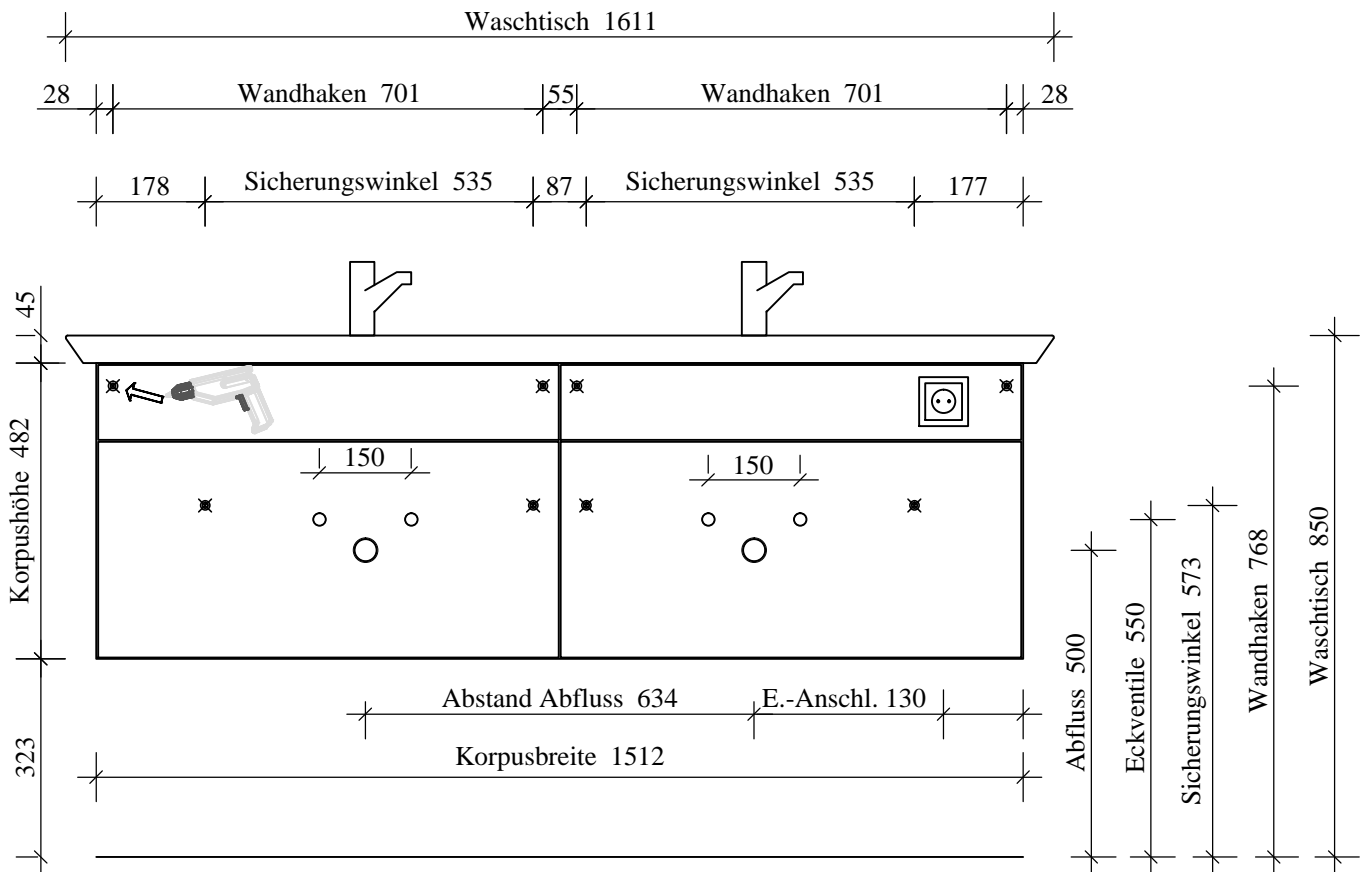 Waschtisch 1611
28
Wandhaken 701
55
Wandhaken 701
28
178
Sicherungswinkel 535
87
Sicherungswinkel 535
177
45
Korpushöhe 482
323
150
150
Abstand Abfluss 634
E.-Anschl. 130
Korpusbreite 1512
Abfluss 500
Eckventile 550
Sicherungswinkel 573
Wandhaken 768
Waschtisch 850